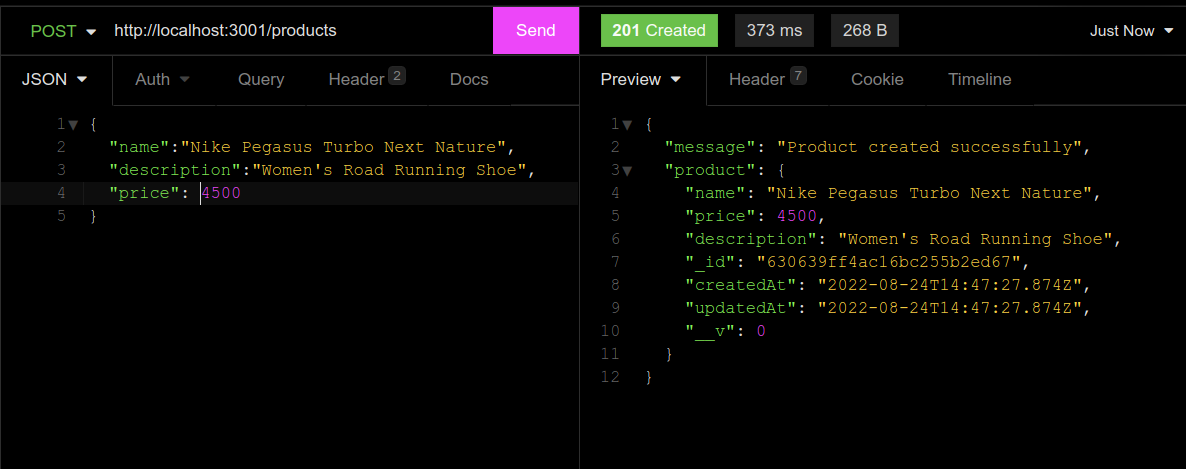 POST http://localhost:3001/products Send 201 Created 373 ms 268 B Just Now
JSON Auth Query Header 2 Docs Preview Header 7 Cookie Timeline
1 {
2 "name":"Nike Pegasus Turbo Next Nature",
3 "description":"Women's Road Running Shoe",
4 "price": 4500
5 }
1 {
2 "message": "Product created successfully",
3 "product": {
4 "name": "Nike Pegasus Turbo Next Nature",
5 "price": 4500,
6 "description": "Women's Road Running Shoe",
7 "_id": "630639ff4ac16bc255b2ed67",
8 "createdAt": "2022-08-24T14:47:27.874Z",
9 "updatedAt": "2022-08-24T14:47:27.874Z",
10 "__v": 0
11 }
12 }